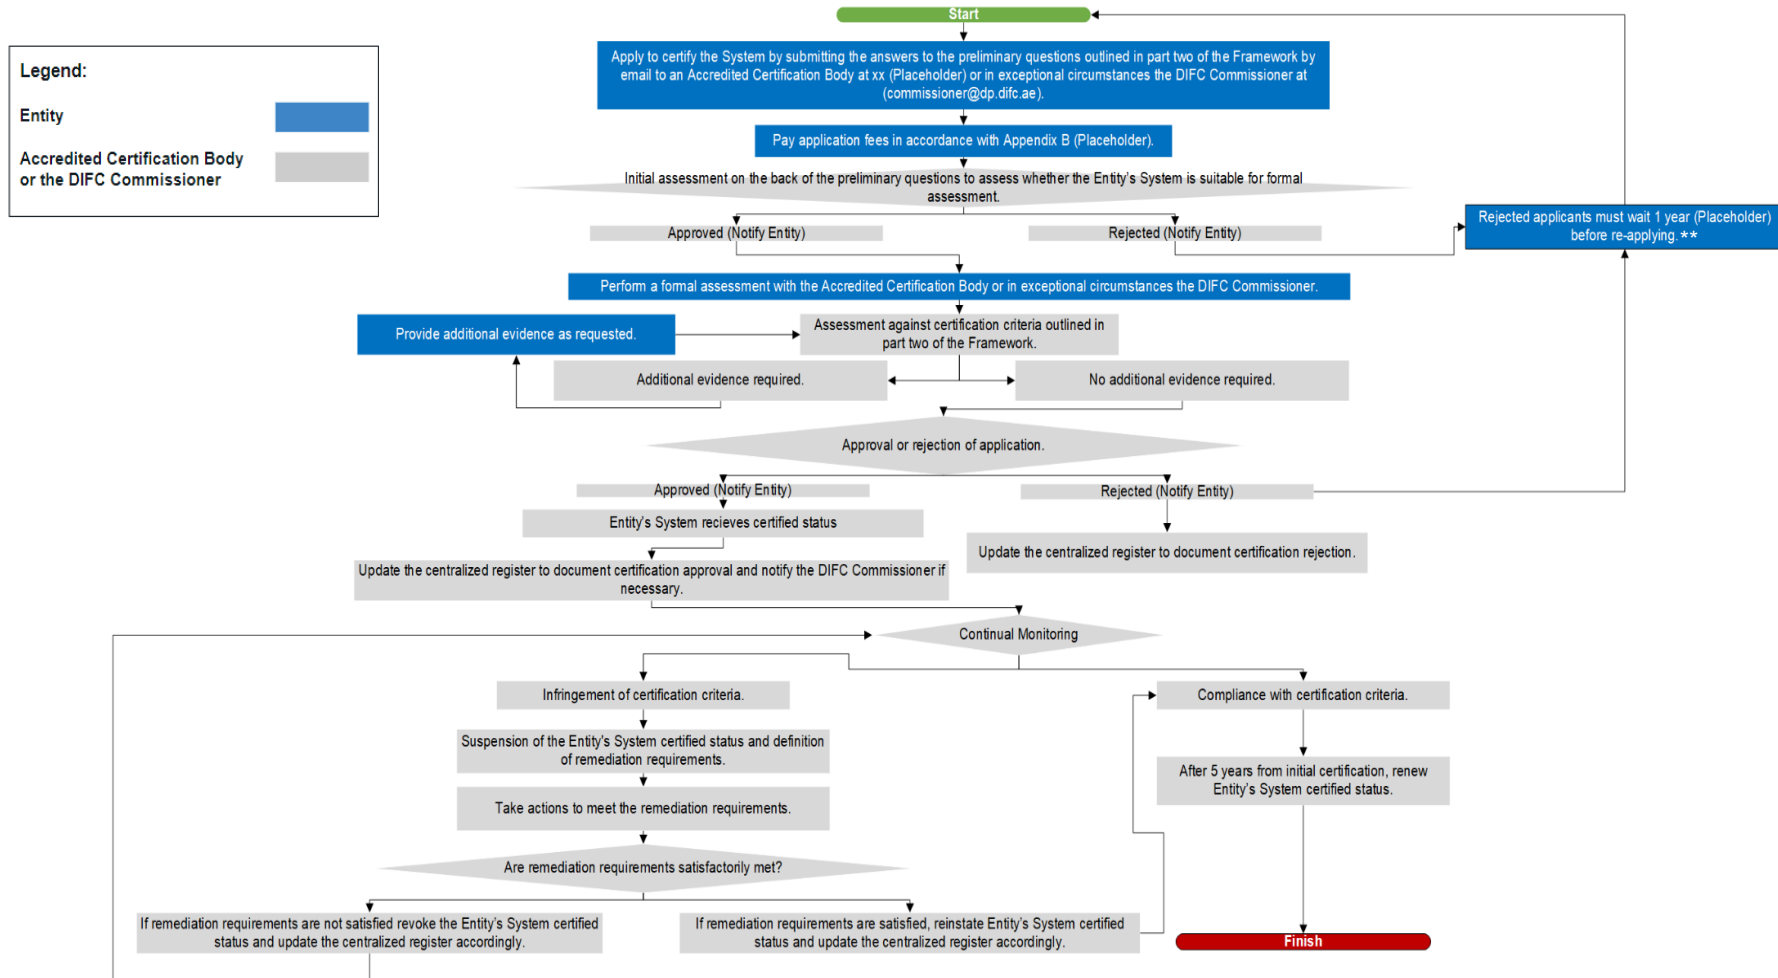 Start
Legend:
Entity
Accredited Certification Body
or the DIFC Commissioner
Apply to certify the System by submitting the answers to the preliminary questions outlined in part two of the Framework by
email to an Accredited Certification Body at xx (Placeholder) or in exceptional circumstances the DIFC Commissioner at
(commissioner@dp.difc.ae).
Pay application fees in accordance with Appendix B (Placeholder).
Initial assessment on the back of the preliminary questions to assess whether the Entity's System is suitable for formal
assessment.
Approved (Notify Entity)
Rejected (Notify Entity)
Rejected applicants must wait 1 year (Placeholder)
before re-applying.**
Perform a formal assessment with the Accredited Certification Body or in exceptional circumstances the DIFC Commissioner.
Provide additional evidence as requested.
Assessment against certification criteria outlined in
part two of the Framework.
Additional evidence required.
No additional evidence required.
Approval or rejection of application.
Approved (Notify Entity)
Rejected (Notify Entity)
Entity's System recieves certified status
Update the centralized register to document certification rejection.
Update the centralized register to document certification approval and notify the DIFC Commissioner if
necessary.
Continual Monitoring
Infringement of certification criteria.
Compliance with certification criteria.
Suspension of the Entity's System certified status and definition
of remediation requirements.
After 5 years from initial certification, renew
Entity's System certified status.
Take actions to meet the remediation requirements.
Are remediation requirements satisfactorily met?
If remediation requirements are not satisfied revoke the Entity's System certified
status and update the centralized register accordingly.
If remediation requirements are satisfied, reinstate Entity's System certified
status and update the centralized register accordingly.
Finish